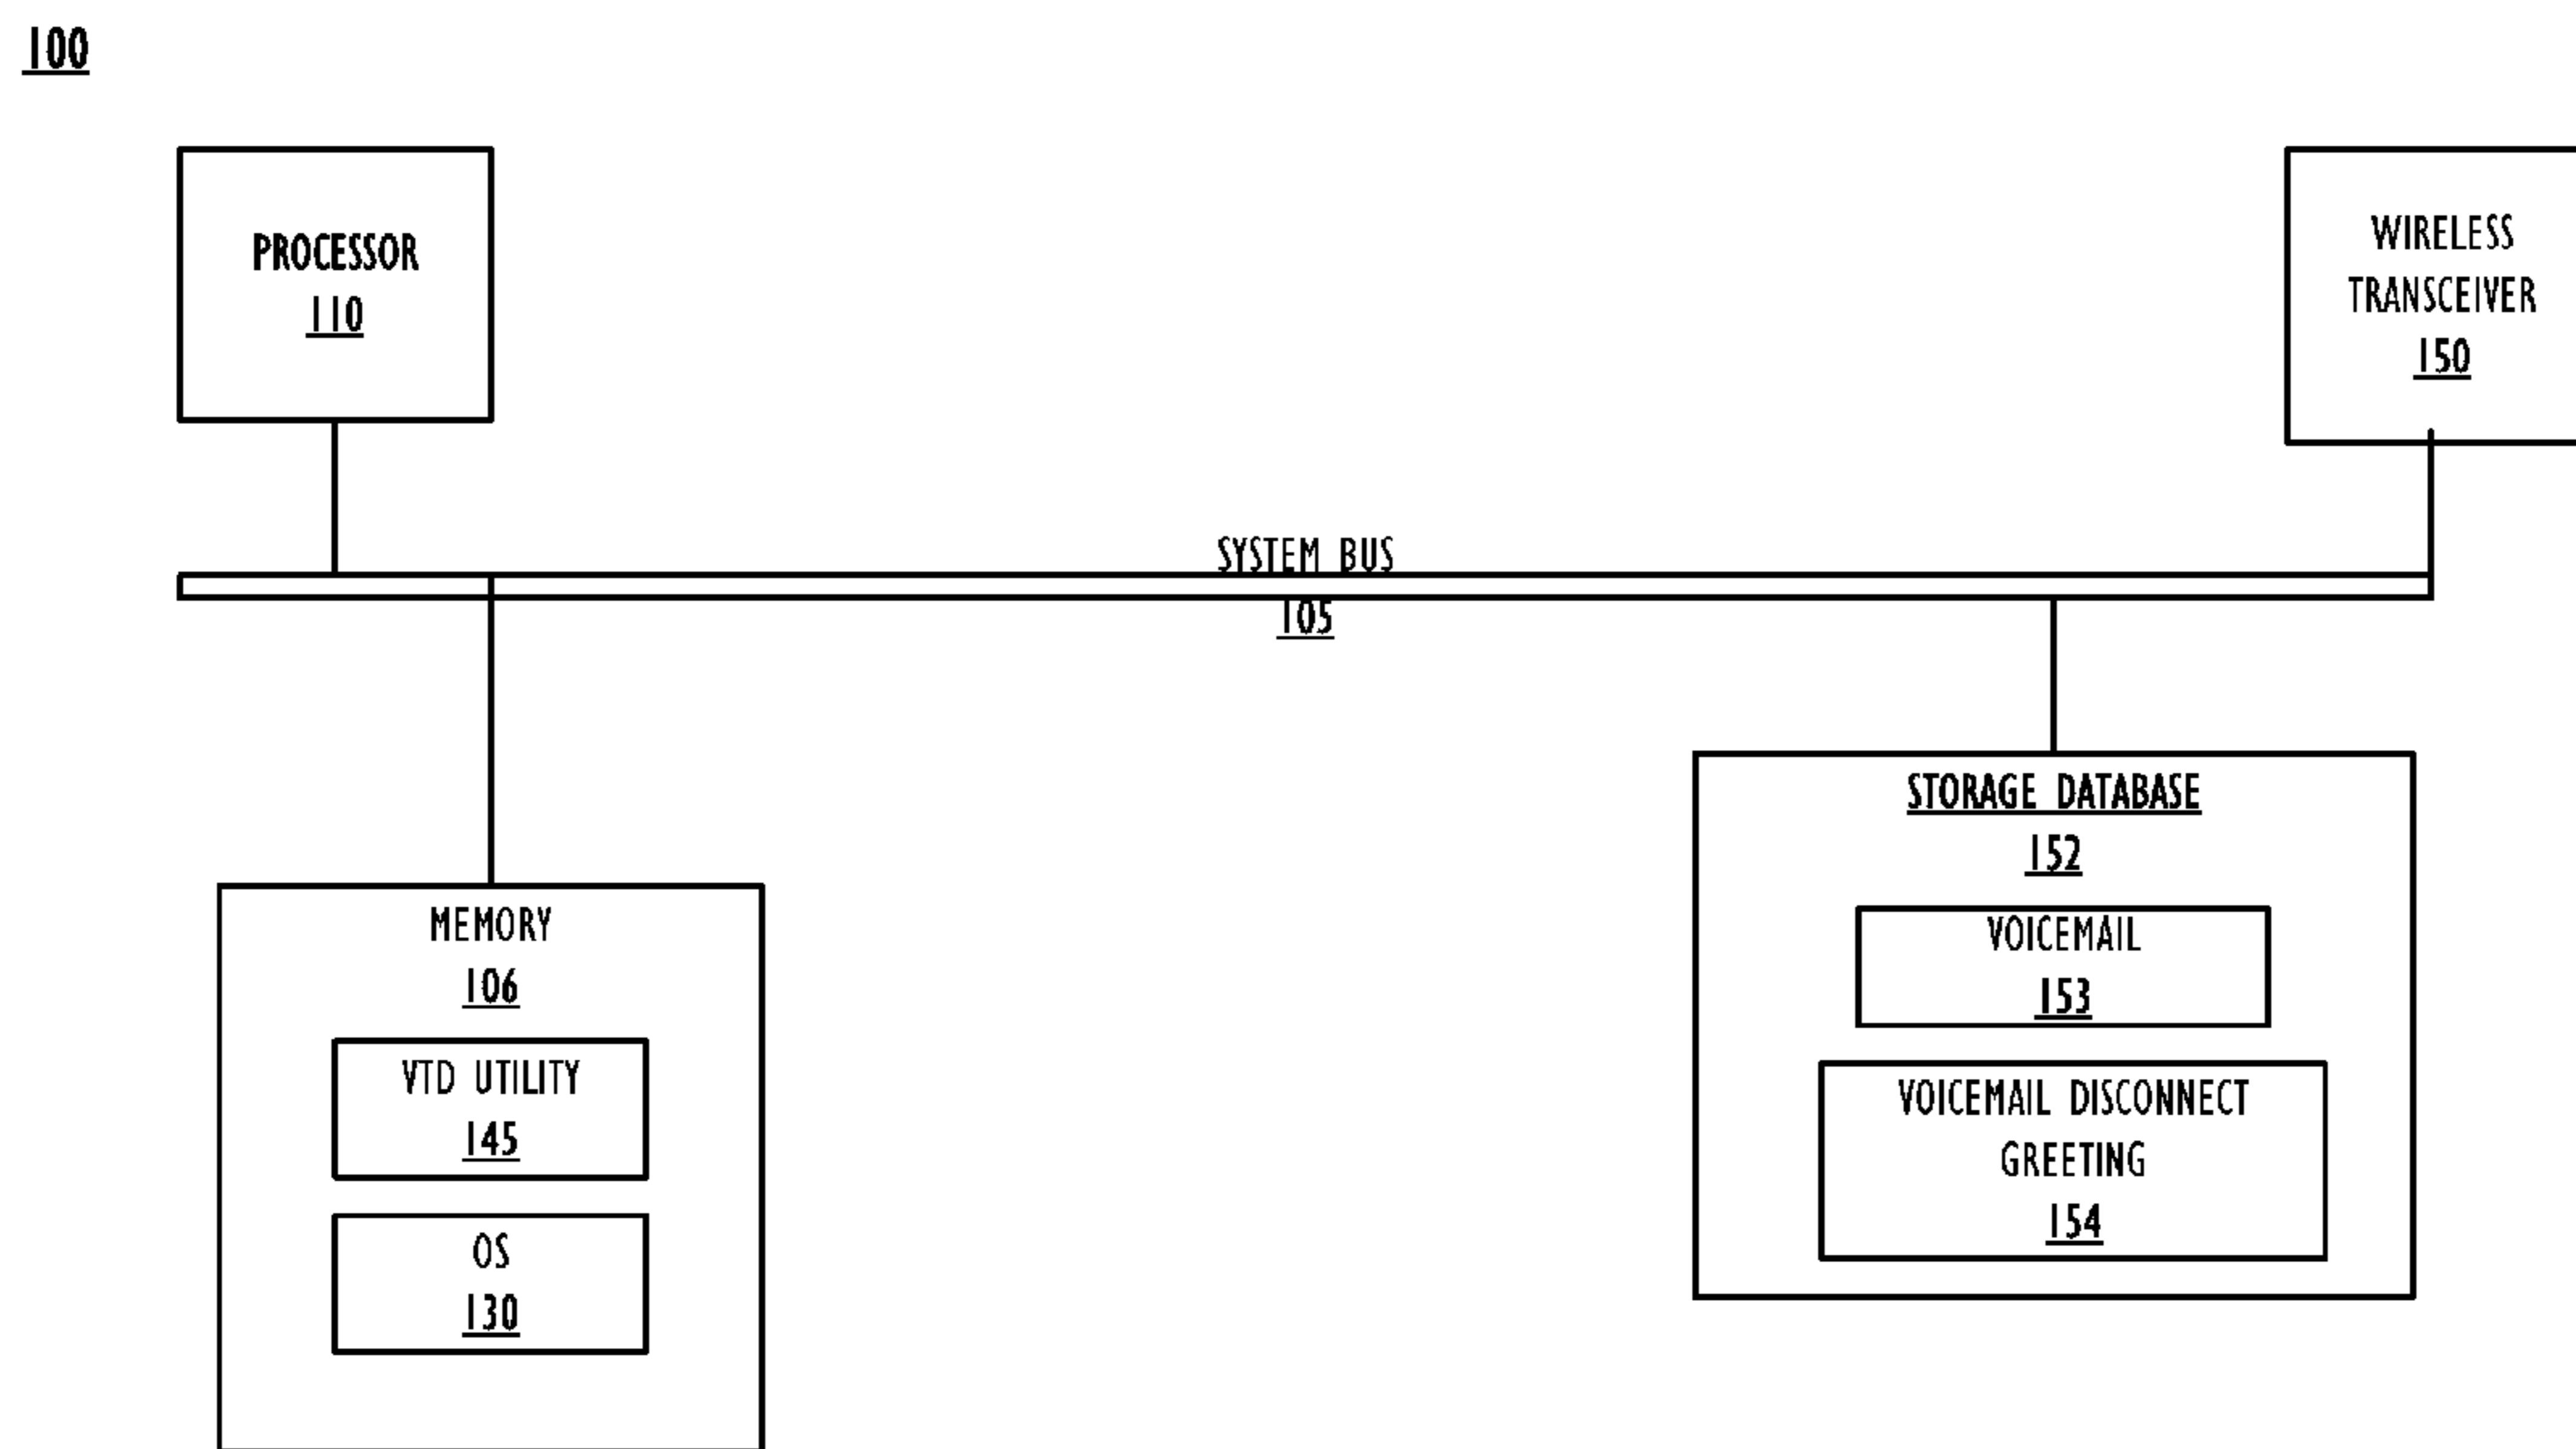 100
PROCESSOR
110
WIRELESS
TRANSCEIVER
150
SYSTEM BUS
105
MEMORY
106
VTD UTILITY
145
OS
130
STORAGE DATABASE
152
VOICEMAIL
153
VOICEMAIL DISCONNECT
GREETING
154